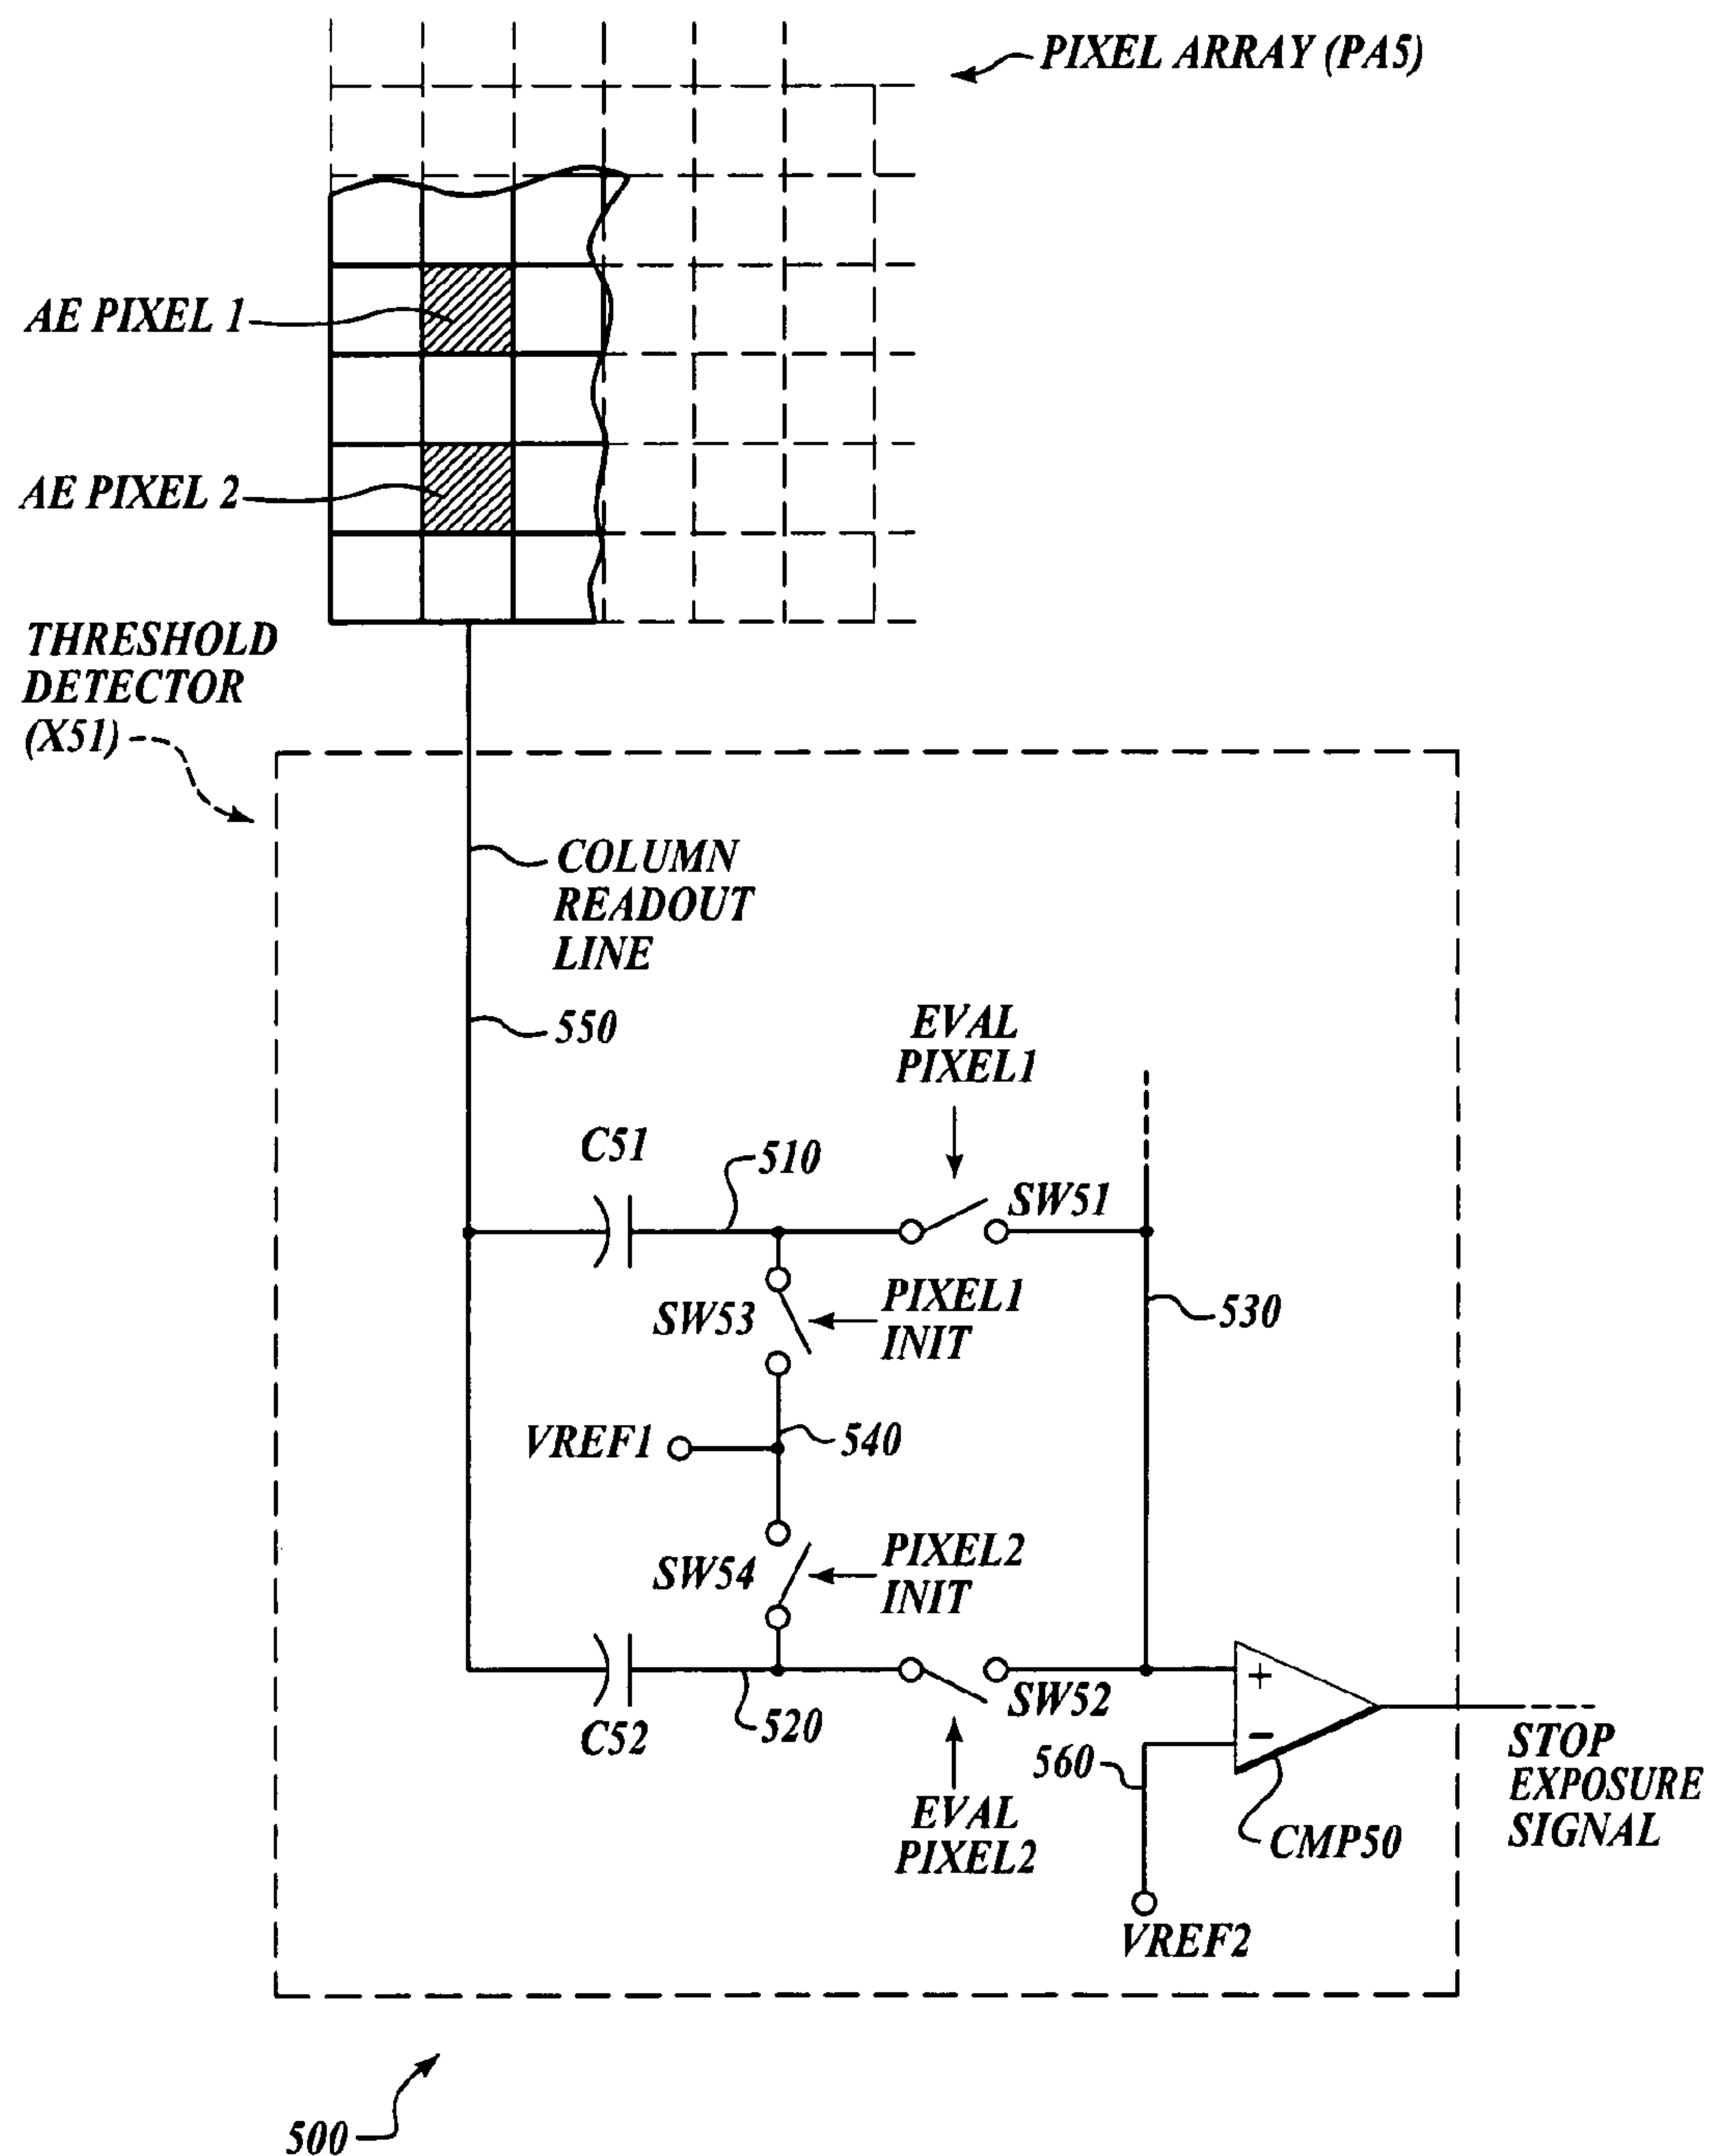 PIXEL ARRAY (PA5)
AE PIXEL 1
AE PIXEL 2
THRESHOLD
DETECTOR
(X51)
COLUMN
READOUT
LINE
550
EVAL
PIXEL1
C51
510
SW51
SW53
PIXEL1
INIT
530
VREF1
540
SW54
PIXEL2
INIT
C52
520
SW52
+
−
560
STOP
EXPOSURE
SIGNAL
EVAL
PIXEL2
CMP50
VREF2
500